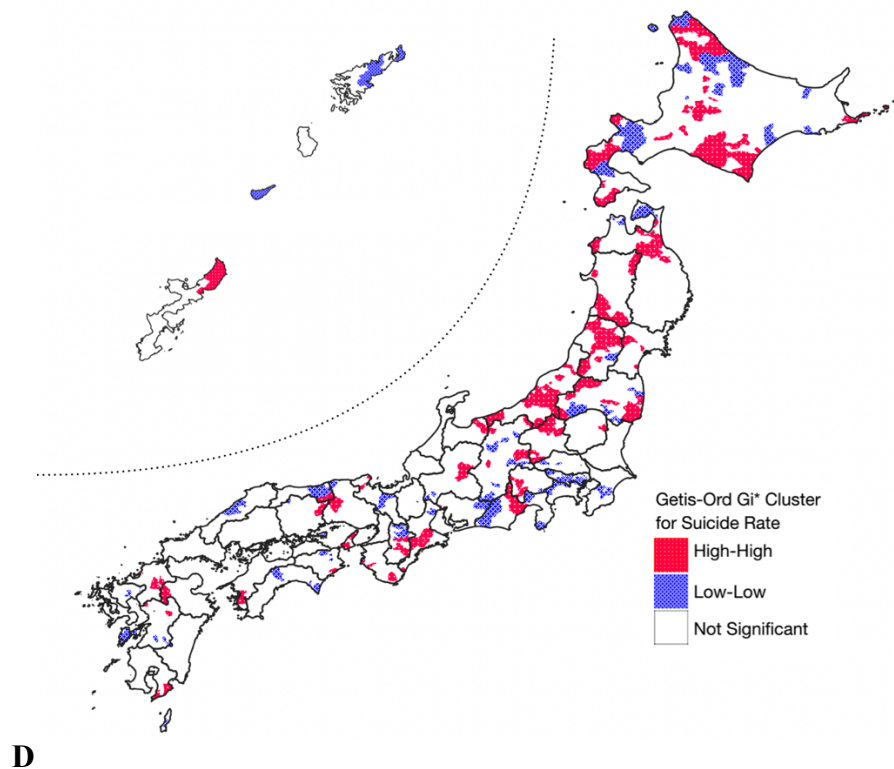 Getis-Ord Gi* Cluster
for Suicide Rate
High-High
Low-Low
Not Significant
D